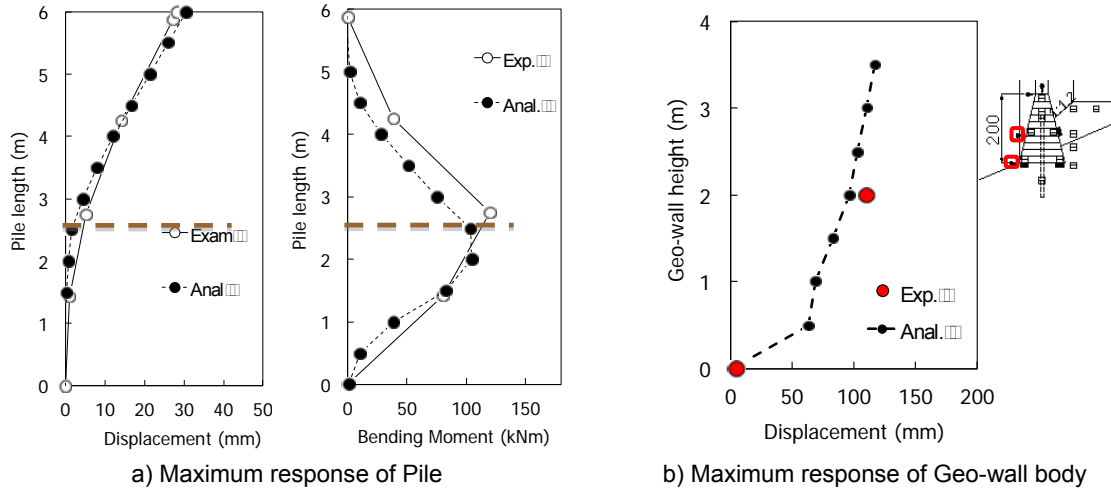 6
5
4
3
2
1
0
Pile length (m)
Exam
Anal
0 10 20 30 40 50
Displacement (mm)
6
5
4
3
2
1
0
Pile length (m)
Exp.
Anal.
0 50 100 150
Bending Moment (kNm)
a) Maximum response of Pile
4
3
2
1
0
Geo-wall height (m)
Exp.
Anal.
0 50 100 150 200
Displacement (mm)
200
b) Maximum response of Geo-wall body